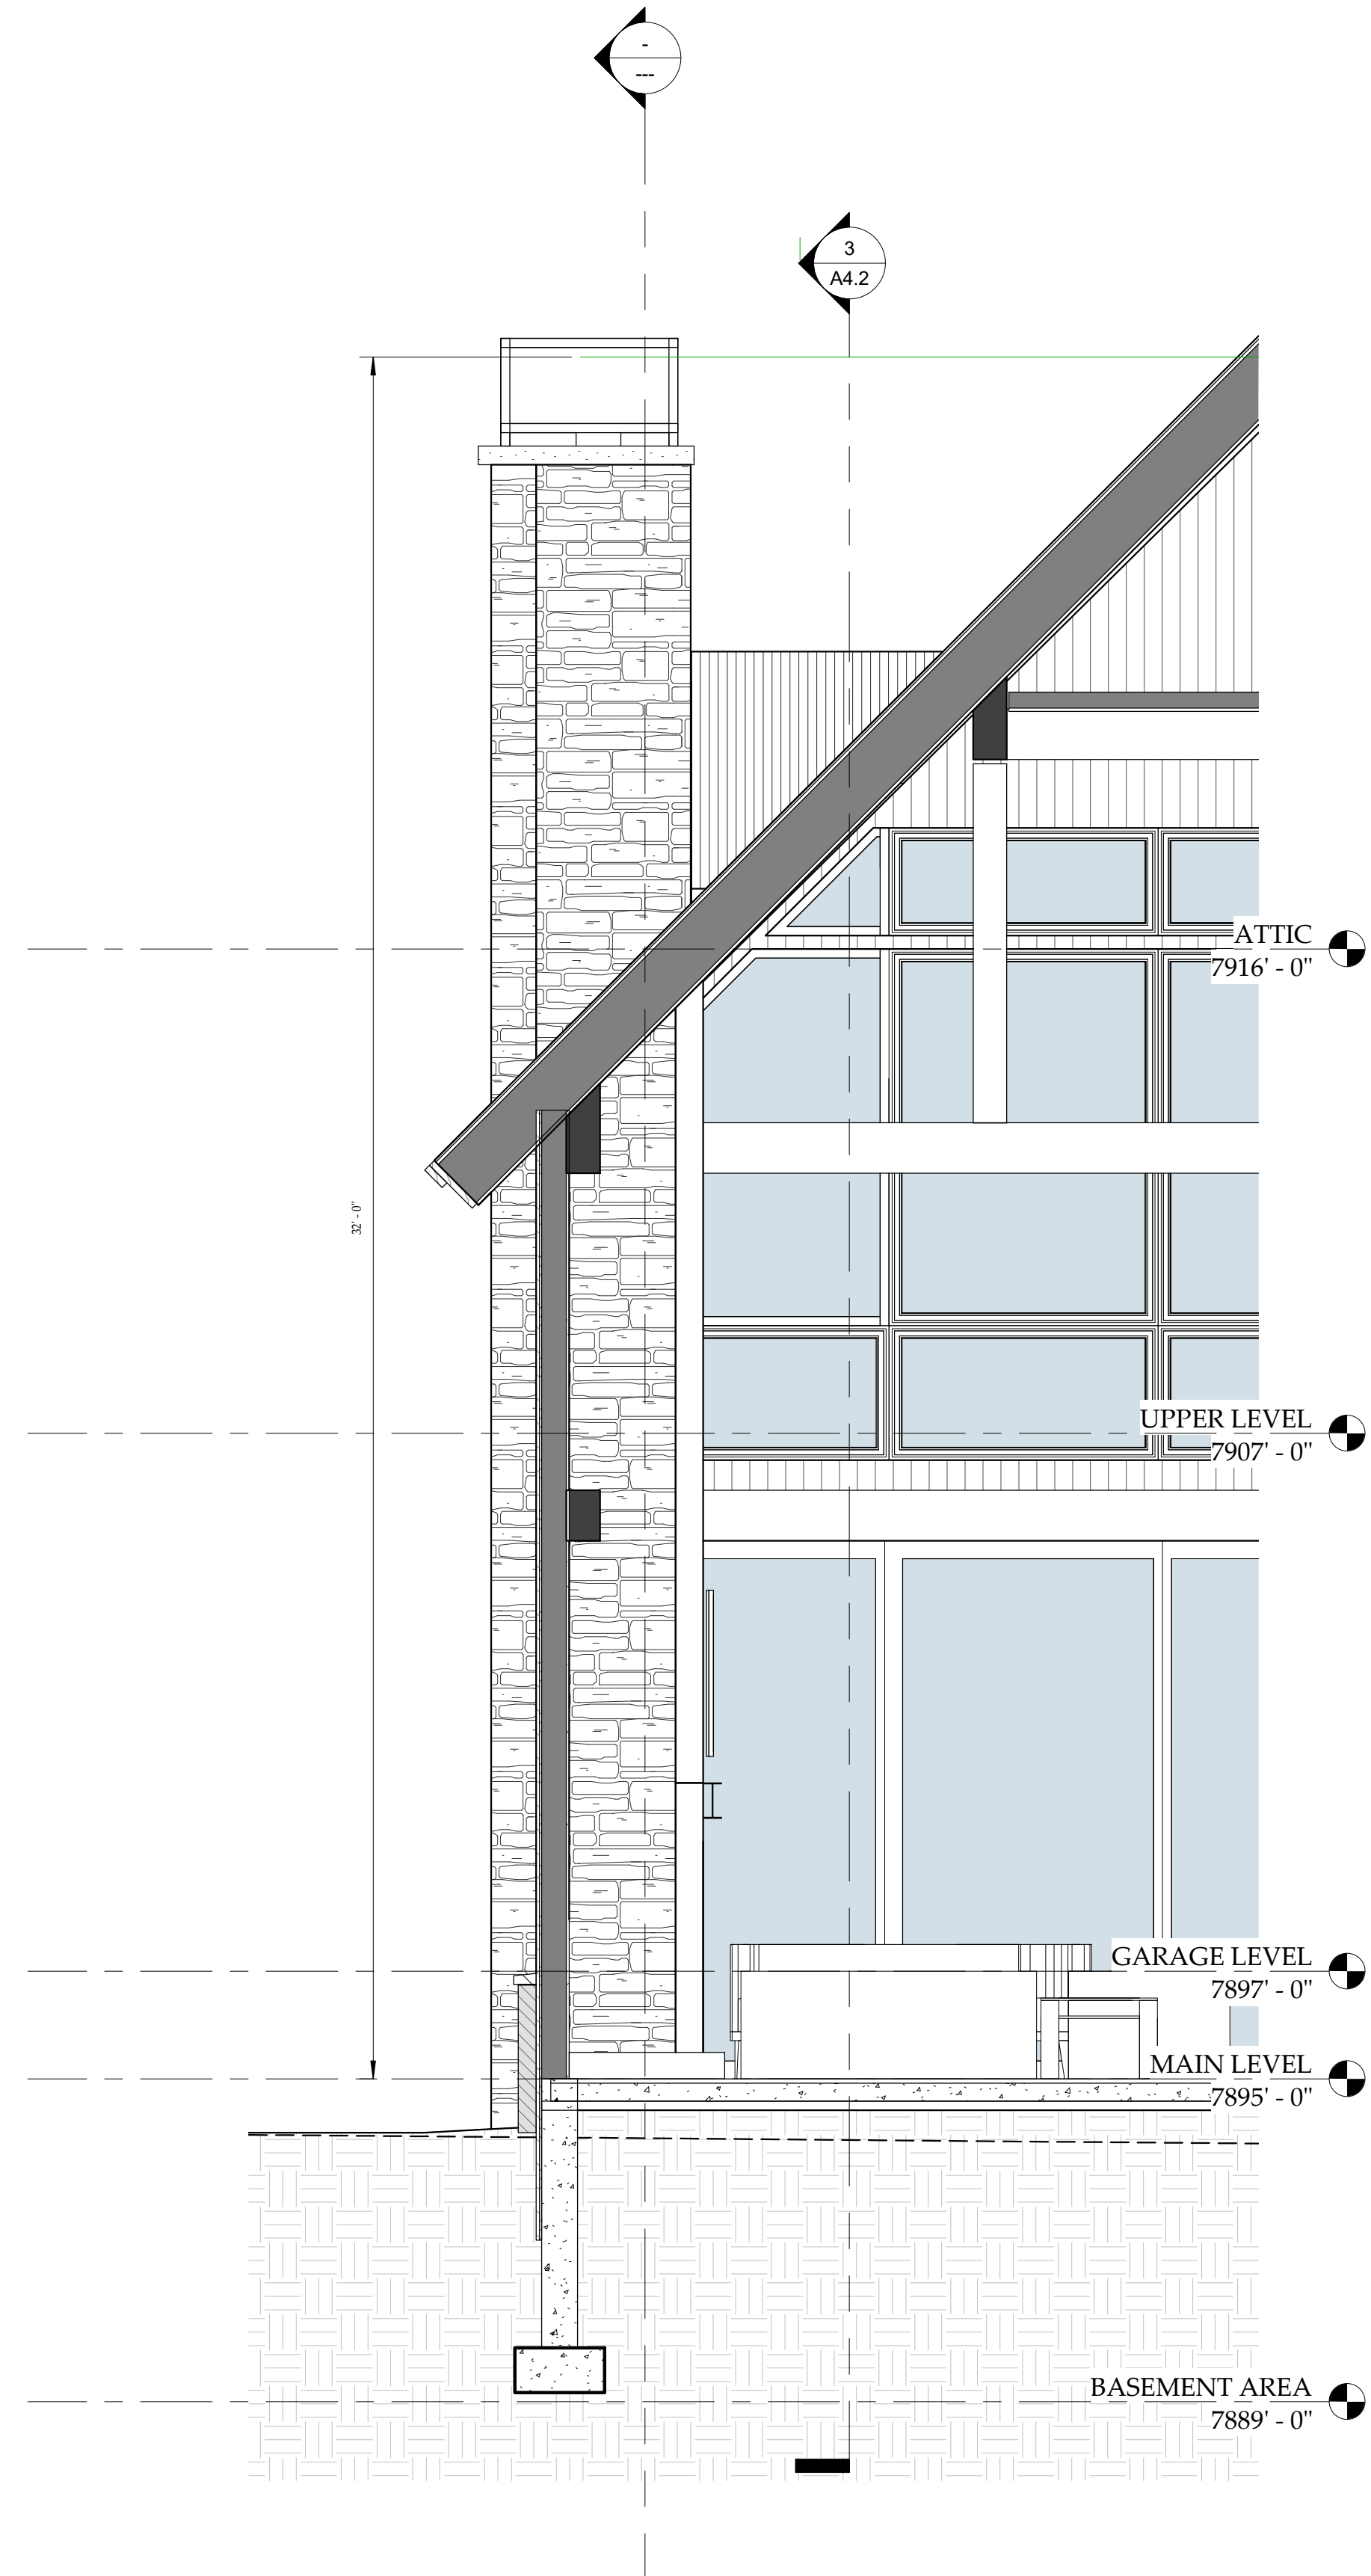 -
---
3
A4.2
ATTIC
7916' - 0"
32' - 0"
UPPER LEVEL
7907' - 0"
GARAGE LEVEL
7897' - 0"
MAIN LEVEL
7895' - 0"
BASEMENT AREA
7889' - 0"